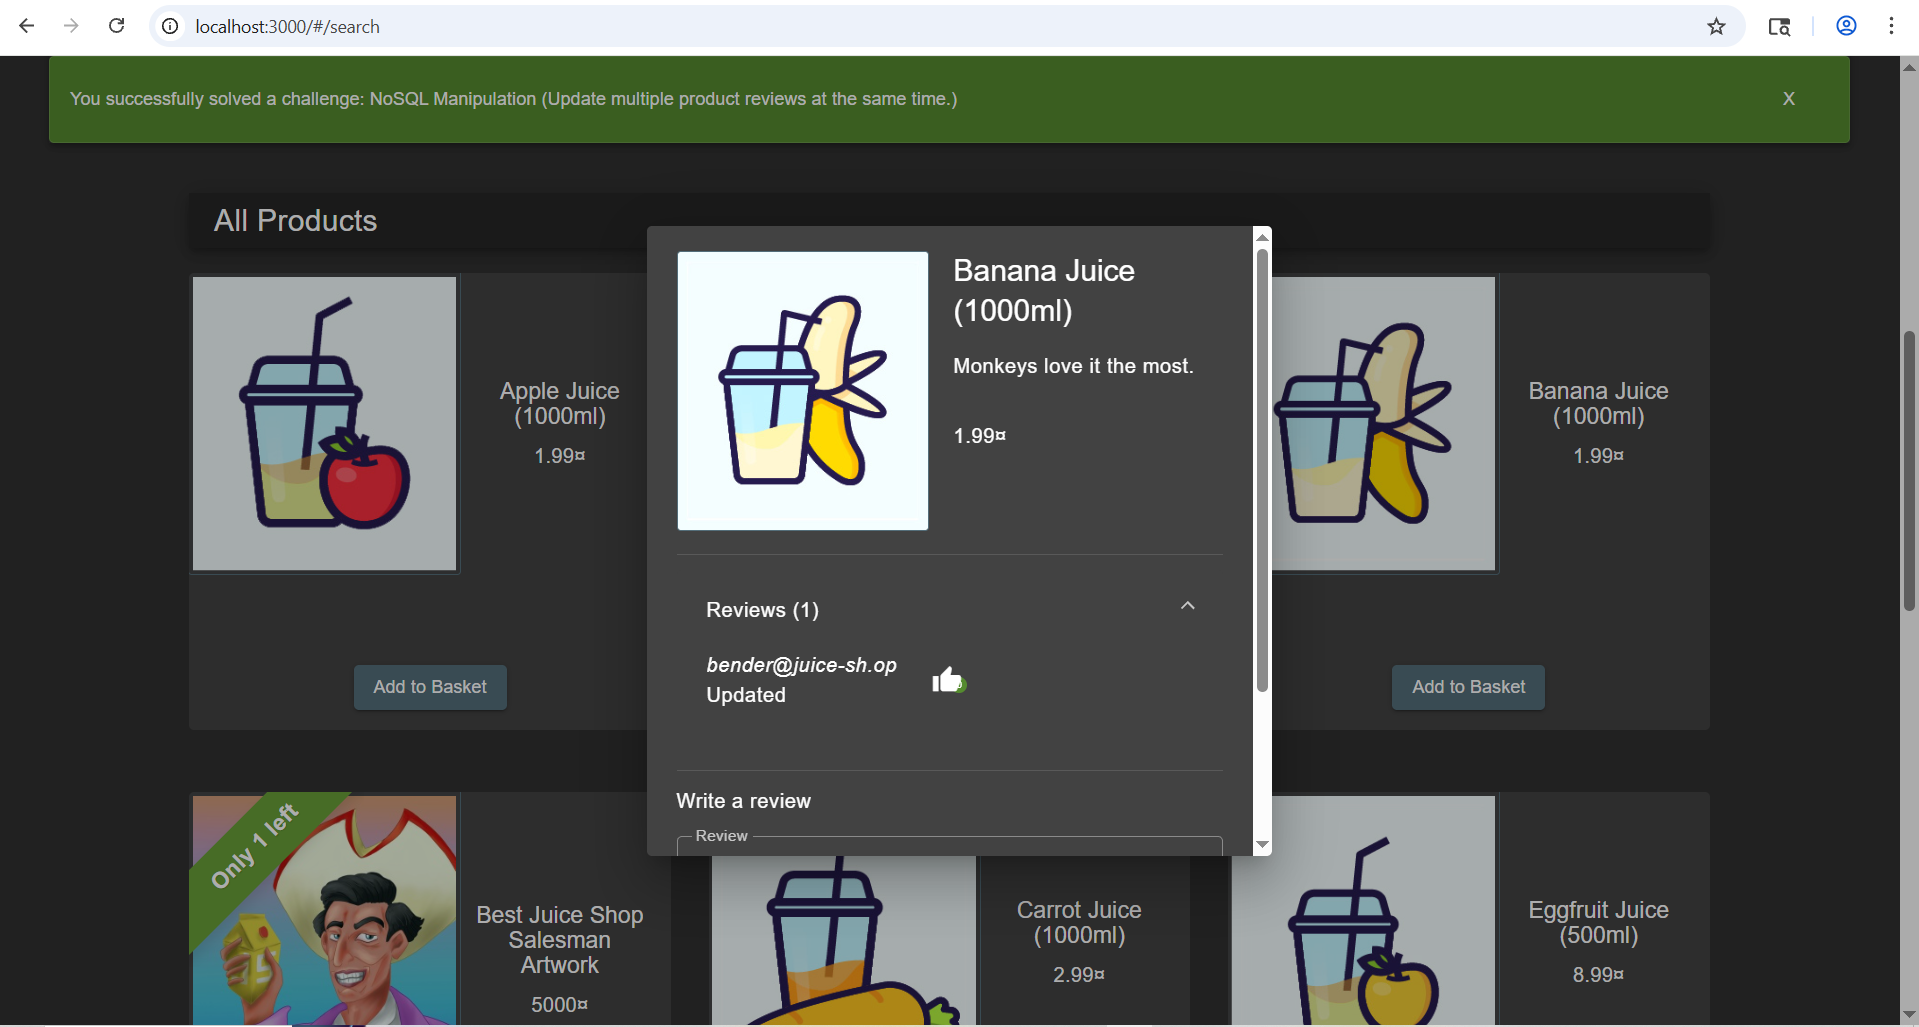 localhost:3000/#/search
You successfully solved a challenge: NoSQL Manipulation (Update multiple product reviews at the same time.)
X
All Products
Apple Juice
(1000ml)
1.99¤
Add to Basket
Banana Juice
(1000ml)
Monkeys love it the most.
1.99¤
Reviews (1)
bender@juice-sh.op
Updated
Write a review
Review
Banana Juice
(1000ml)
1.99¤
Add to Basket
Only 1 left
Best Juice Shop
Salesman
Artwork
5000¤
Carrot Juice
(1000ml)
2.99¤
Eggfruit Juice
(500ml)
8.99¤